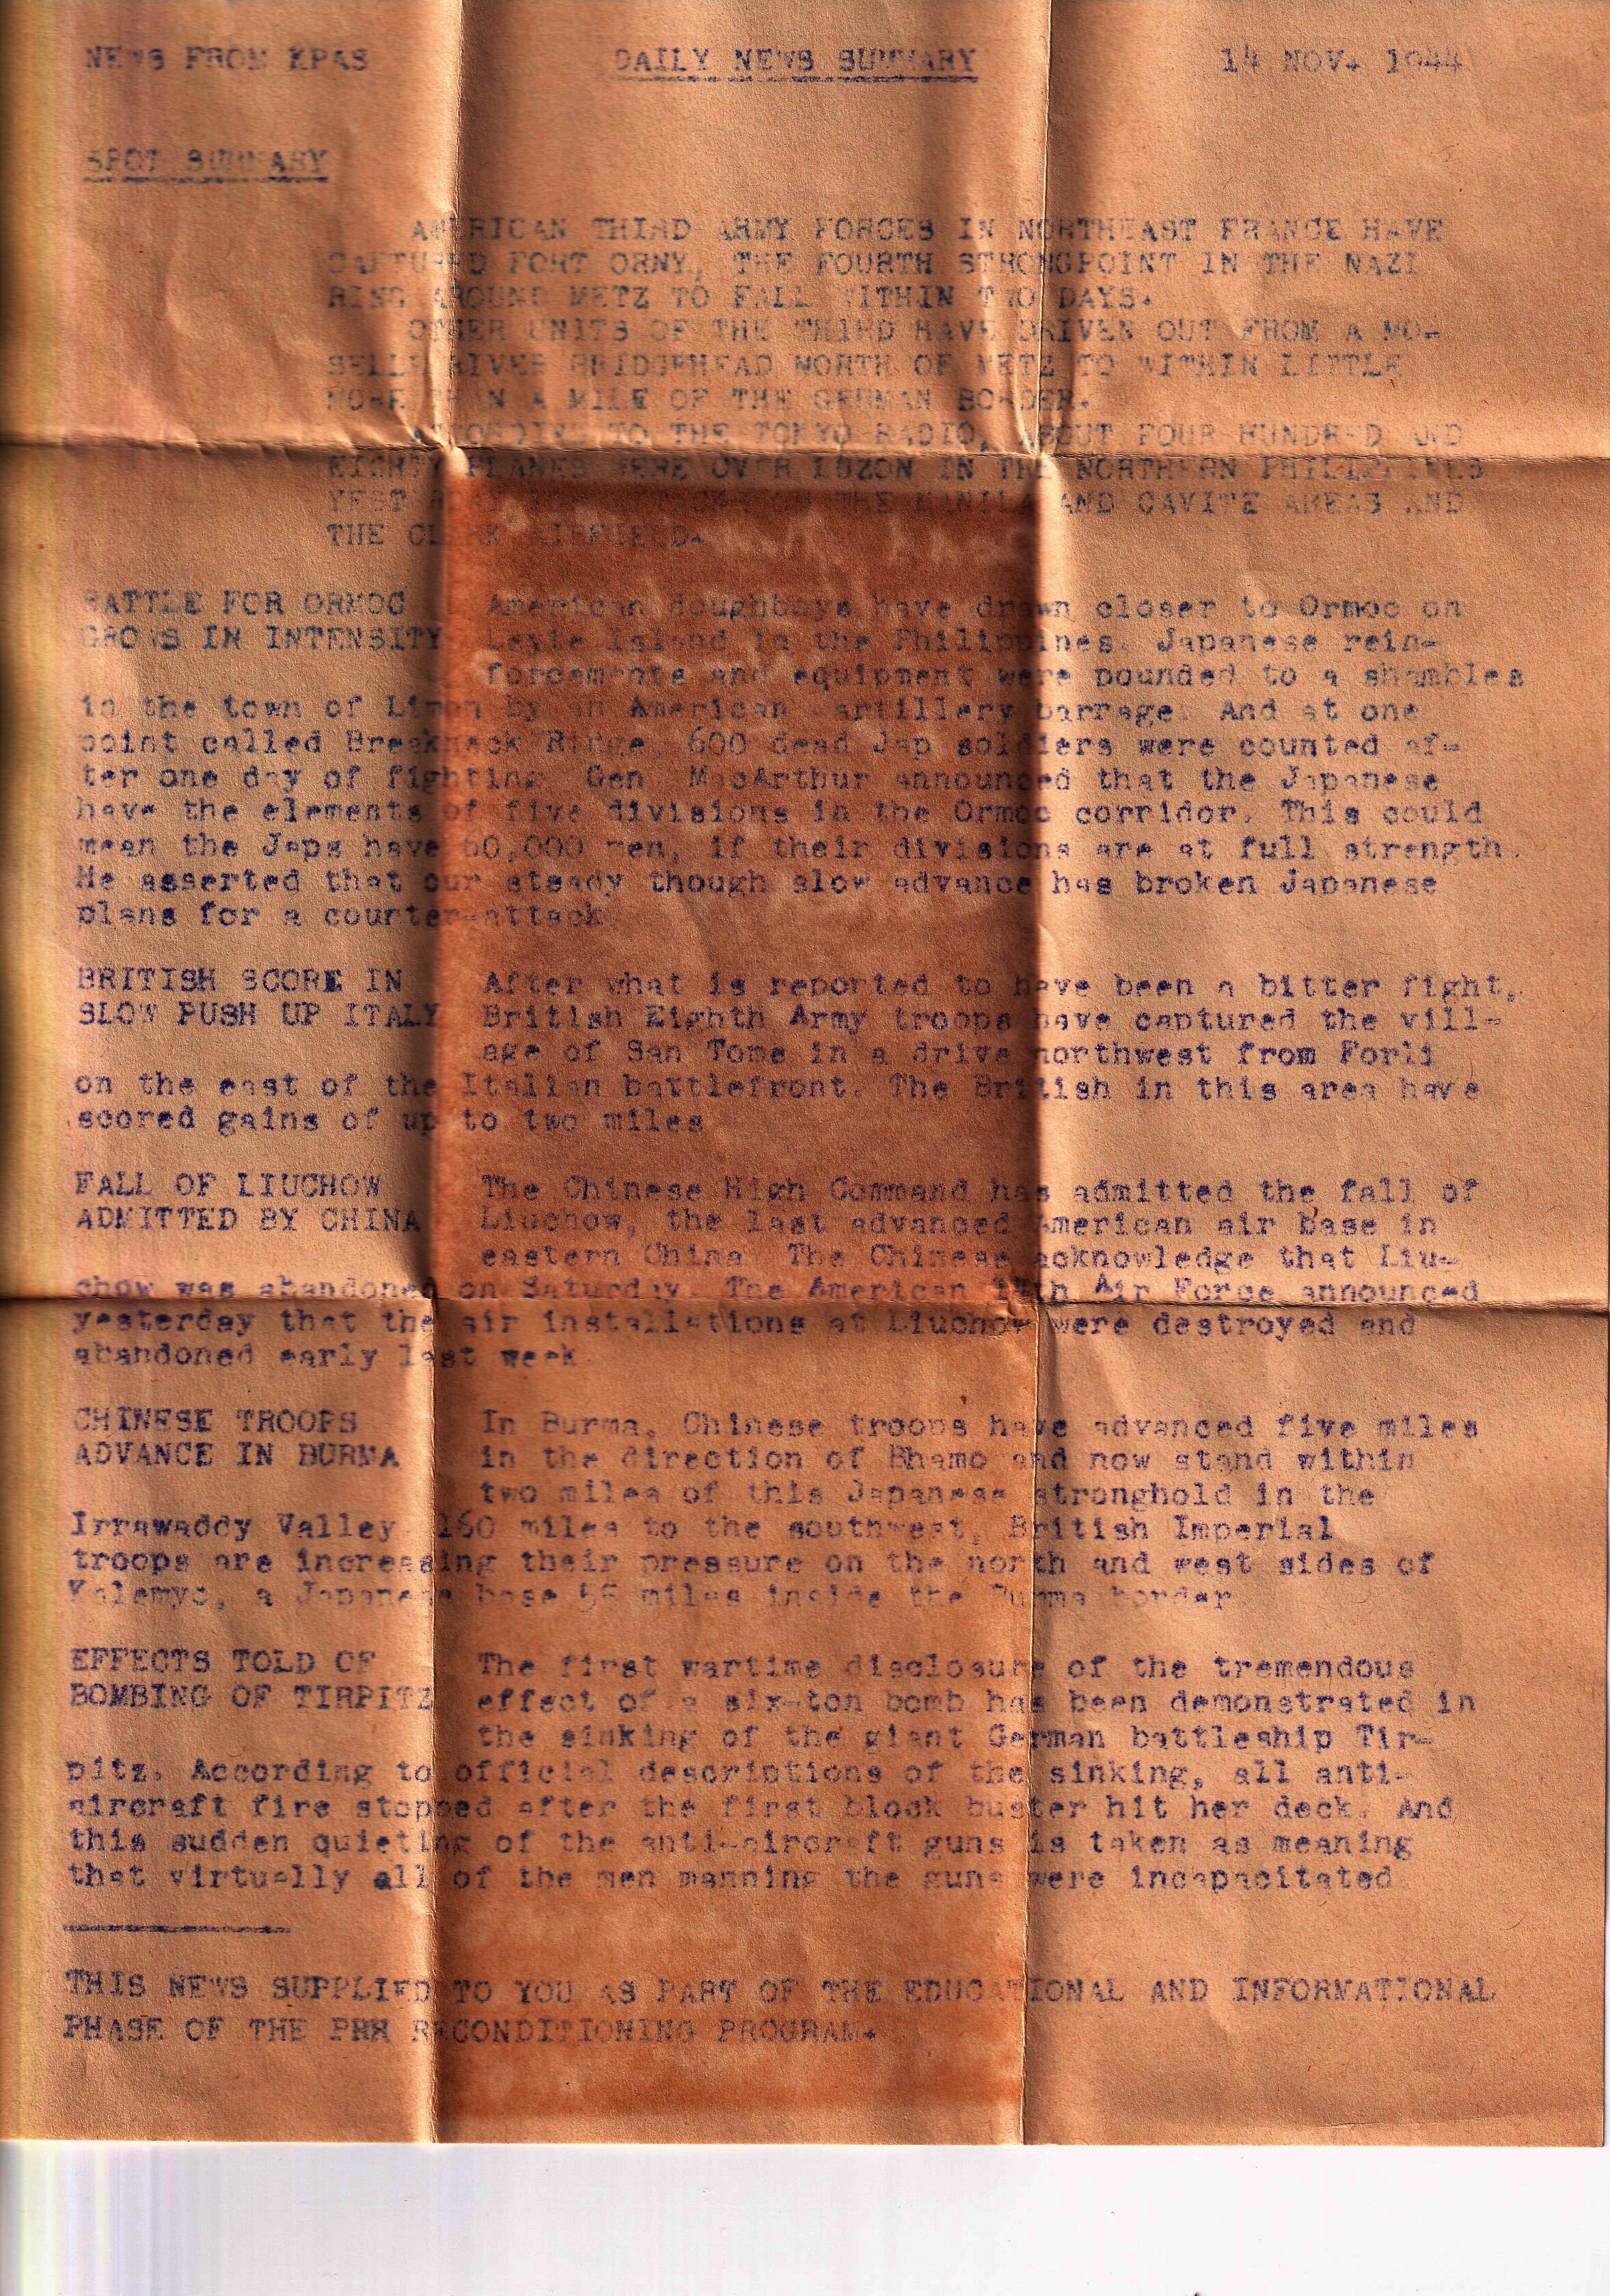 NEWS FROM KPAS DAILY NEWS SUMMARY 14 NOV. 1944
SPOT SUMMARY
AMERICAN THIRD ARMY FORCES IN NORTHEAST FRANCE HAVE
CAPTURED FORT ORNY, THE FOURTH STRONGPOINT IN THE NAZI
RING AROUND METZ TO FALL WITHIN TWO DAYS.
OTHER UNITS OF THE THIRD HAVE DRIVEN OUT FROM A MO-
SELLE RIVER BRIDGEHEAD NORTH OF METZ TO WITHIN LITTLE
MORE THAN A MILE OF THE GERMAN BORDER.
ACCORDING TO THE TOKYO RADIO, ABOUT FOUR HUNDRED AND
EIGHTY PLANES WERE OVER LUZON IN THE NORTHERN PHILIPPINES
YESTERDAY FOR ATTACKS ON THE MANILA AND CAVITE AREAS AND
THE CLARK AIRFIELD.
BATTLE FOR ORMOC American doughboys have drawn closer to Ormoc on
GROWS IN INTENSITY Leyte Island in the Philippines. Japanese rein-
forcements and equipment were pounded to a shambles
in the town of Limon by an American artillery barrage. And at one
point called Breakneck Ridge, 600 dead Jap soldiers were counted af-
ter one day of fighting. Gen. MacArthur announced that the Japanese
have the elements of five divisions in the Ormoc corridor. This could
mean the Japs have 60,000 men, if their divisions are at full strength.
He asserted that our steady though slow advance has broken Japanese
plans for a counter-attack.
BRITISH SCORE IN After what is reported to have been a bitter fight,
SLOW PUSH UP ITALY British Eighth Army troops have captured the vill-
age of San Tome in a drive northwest from Forli
on the east of the Italian battlefront. The British in this area have
scored gains of up to two miles
FALL OF LIUCHOW The Chinese High Command has admitted the fall of
ADMITTED BY CHINA Liuchow, the last advanced American air base in
eastern China. The Chinese acknowledge that Liu-
chow was abandoned on Saturday. The American 14th Air Force announced
yesterday that the air installations at Liuchow were destroyed and
abandoned early last week.
CHINESE TROOPS In Burma, Chinese troops have advanced five miles
ADVANCE IN BURMA in the direction of Bhamo and now stand within
two miles of this Japanese stronghold in the
Irrawaddy Valley. 160 miles to the southwest, British Imperial
troops are increasing their pressure on the north and west sides of
Kalemyo, a Japanese base 55 miles inside the Burma border.
EFFECTS TOLD OF The first wartime disclosure of the tremendous
BOMBING OF TIRPITZ effect of a six-ton bomb has been demonstrated in
the sinking of the giant German battleship Tir-
pitz. According to official descriptions of the sinking, all anti-
aircraft fire stopped after the first block buster hit her deck. And
this sudden quieting of the anti-aircraft guns is taken as meaning
that virtually all of the men manning the guns were incapacitated.
THIS NEWS SUPPLIED TO YOU AS PART OF THE EDUCATIONAL AND INFORMATIONAL
PHASE OF THE PRH RECONDITIONING PROGRAM.